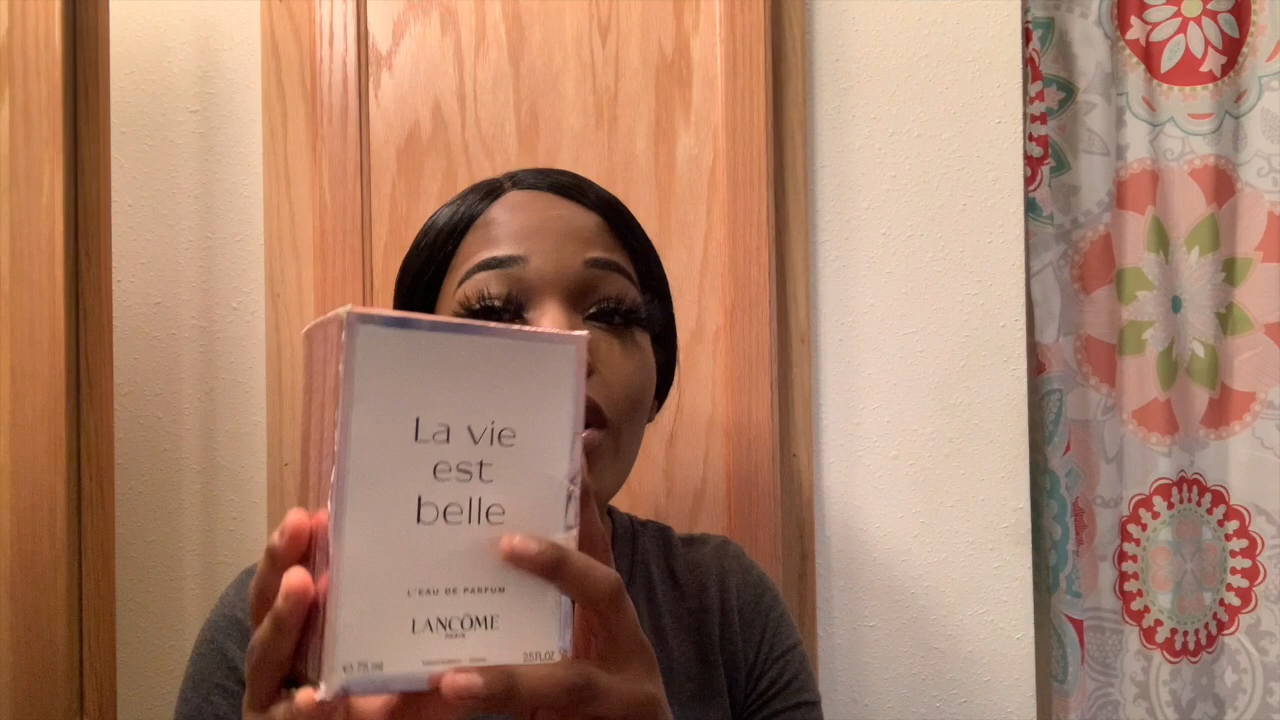 La vie
est
belle
L'EAU DE PARFUM
LANCÔME
PARIS
℮ 75 ml
2.5 FL.OZ